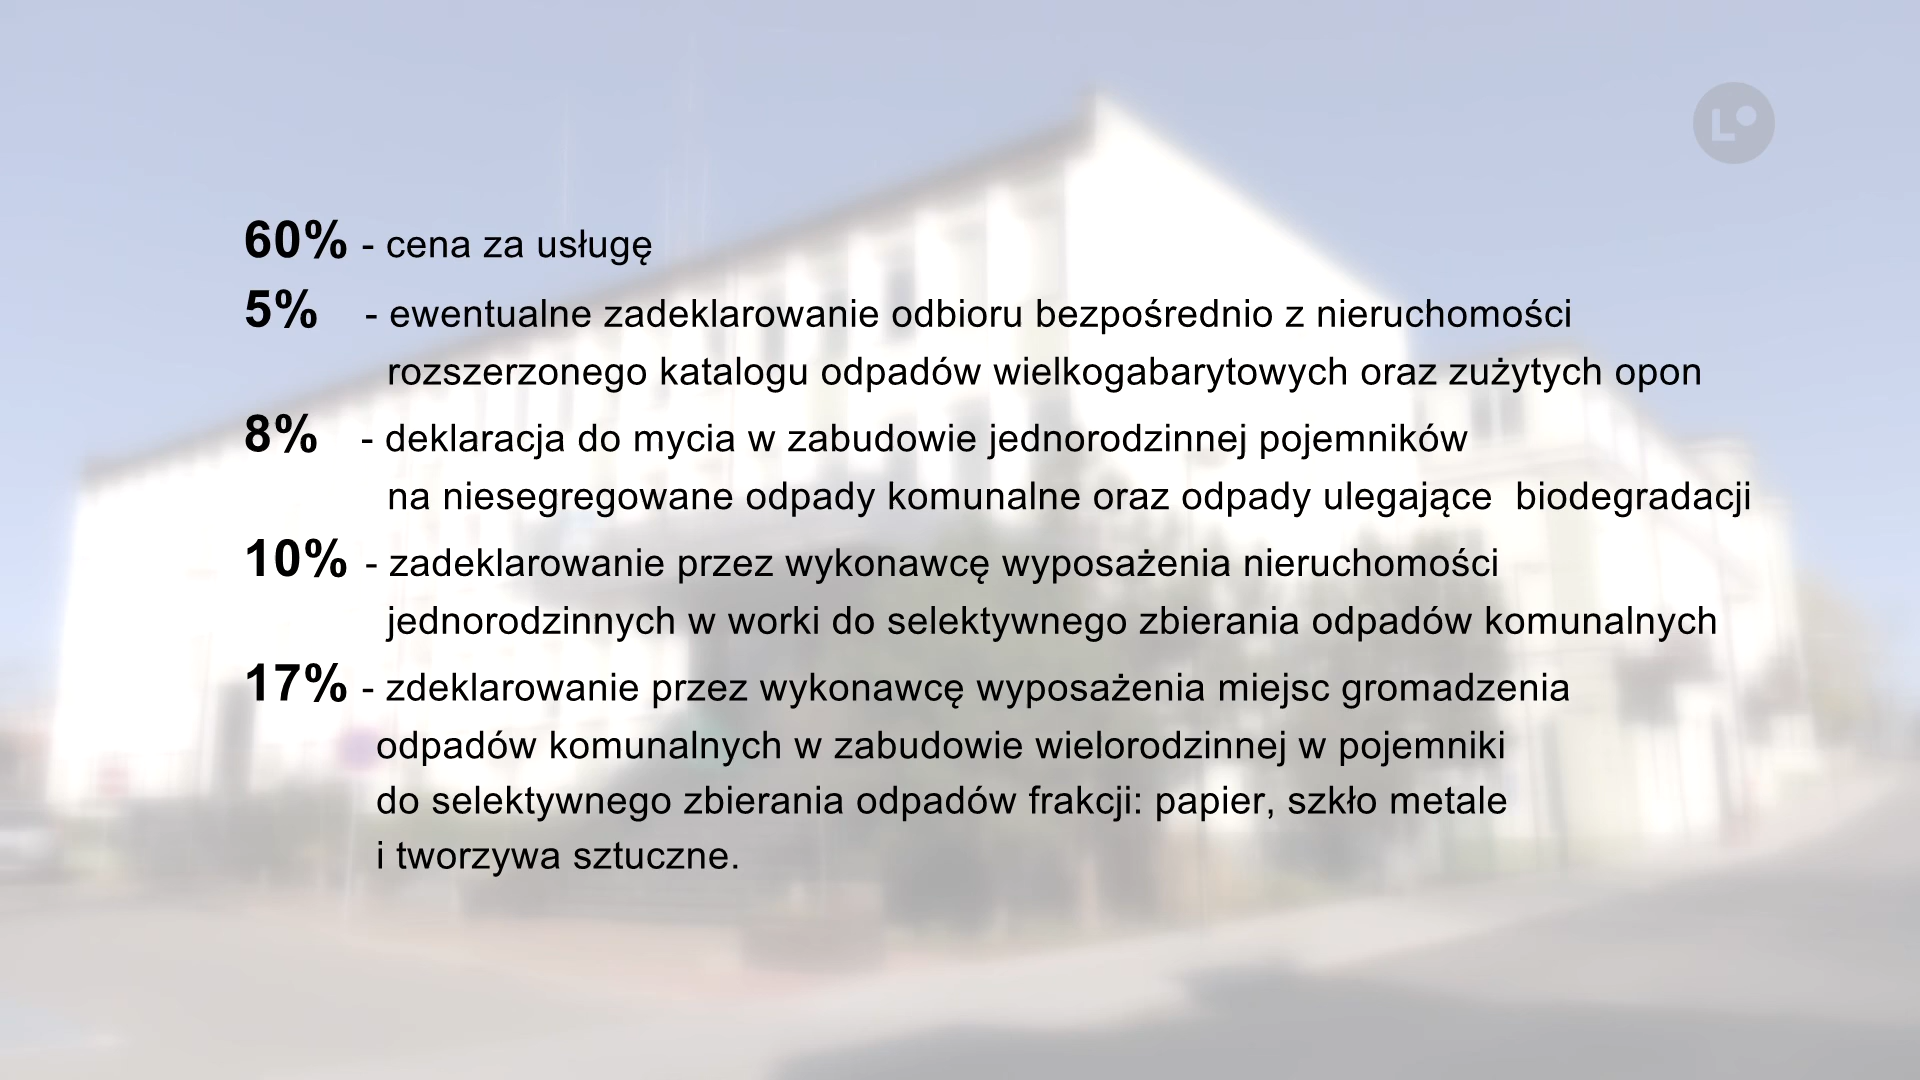 60% - cena za usługę
5% - ewentualne zadeklarowanie odbioru bezpośrednio z nieruchomości
rozszerzonego katalogu odpadów wielkogabarytowych oraz zużytych opon
8% - deklaracja do mycia w zabudowie jednorodzinnej pojemników
na niesegregowane odpady komunalne oraz odpady ulegające biodegradacji
10% - zadeklarowanie przez wykonawcę wyposażenia nieruchomości
jednorodzinnych w worki do selektywnego zbierania odpadów komunalnych
17% - zdeklarowanie przez wykonawcę wyposażenia miejsc gromadzenia
odpadów komunalnych w zabudowie wielorodzinnej w pojemniki
do selektywnego zbierania odpadów frakcji: papier, szkło metale
i tworzywa sztuczne.